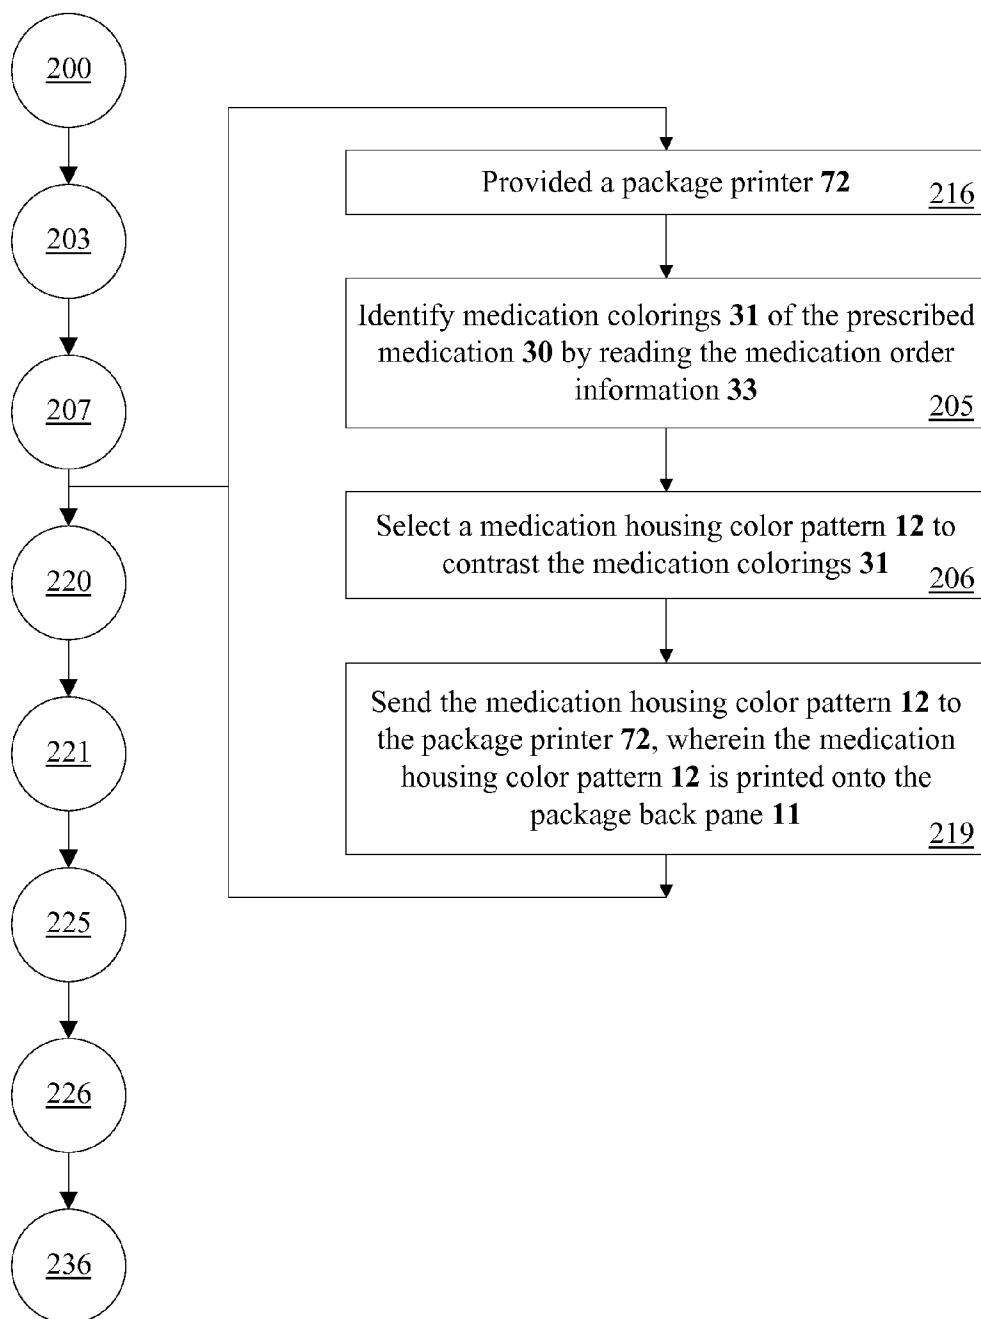 200
203
207
220
221
225
226
236
Provided a package printer 72
216
Identify medication colorings 31 of the prescribed
medication 30 by reading the medication order
information 33
205
Select a medication housing color pattern 12 to
contrast the medication colorings 31
206
Send the medication housing color pattern 12 to
the package printer 72, wherein the medication
housing color pattern 12 is printed onto the
package back pane 11
219